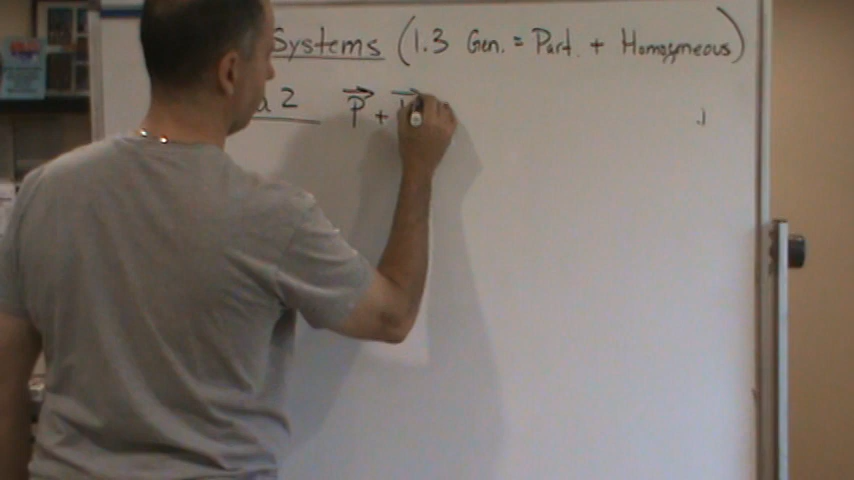 Systems (1.3 Gen. = Part. + Homogeneous)
a 2 p⃗ +